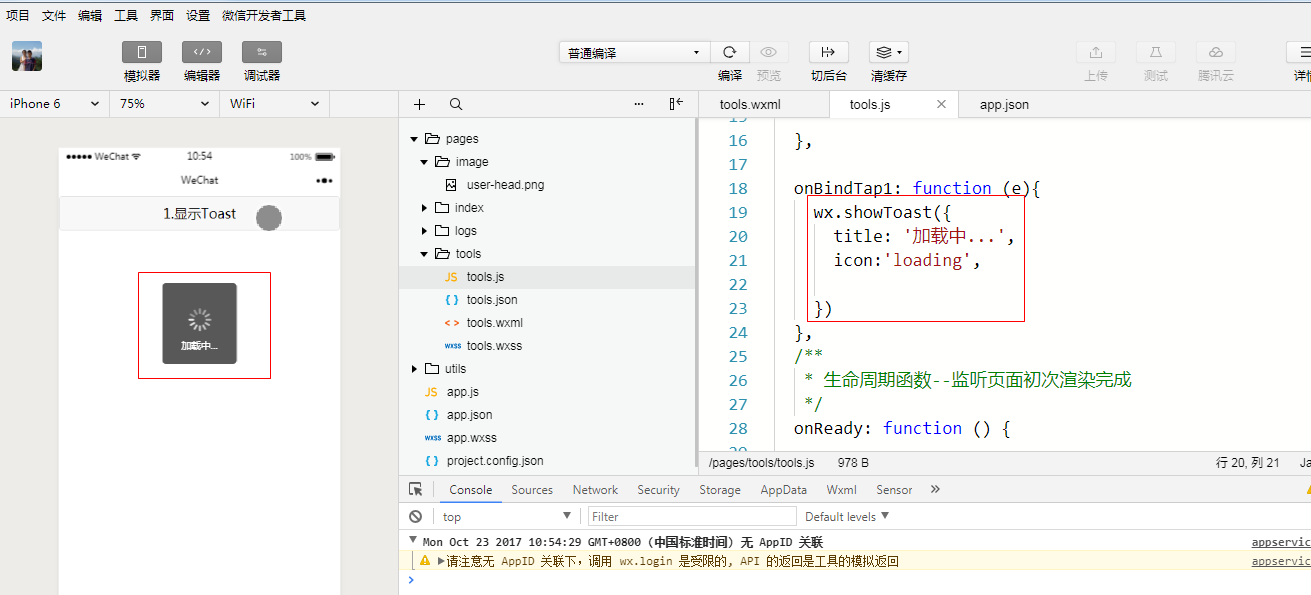 项目 文件 编辑 工具 界面 设置 微信开发者工具
模拟器 编辑器 调试器 普通编译 编译 预览 切后台 清缓存 上传 测试 腾讯云
iPhone 6 75% WiFi
tools.wxml tools.js app.json
WeChat 10:54 100%
WeChat
1.显示Toast
加载中...
pages
image
user-head.png
index
logs
tools
tools.js
tools.json
tools.wxml
tools.wxss
utils
app.js
app.json
app.wxss
project.config.json
16 },
17
18 onBindTap1: function (e){
19 wx.showToast({
20 title: '加载中...',
21 icon:'loading',
22
23 })
24 },
25 /**
26 * 生命周期函数--监听页面初次渲染完成
27 */
28 onReady: function () {
/pages/tools/tools.js 978 B 行 20, 列 21
Console Sources Network Security Storage AppData Wxml Sensor
top Filter Default levels
Mon Oct 23 2017 10:54:29 GMT+0800 (中国标准时间) 无 AppID 关联 appservic
请注意无 AppID 关联下，调用 wx.login 是受限的, API 的返回是工具的模拟返回 appservic